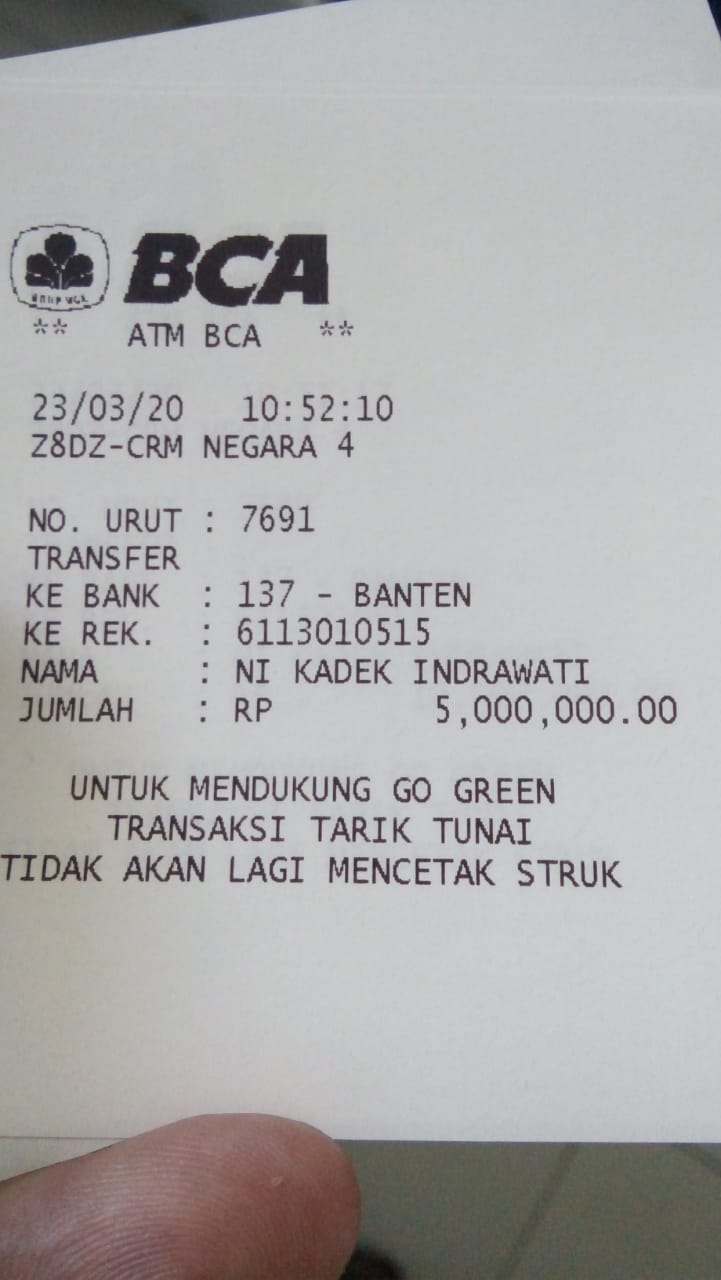 BCA
** ATM BCA **
23/03/20 10:52:10
Z8DZ-CRM NEGARA 4
NO. URUT : 7691
TRANSFER
KE BANK : 137 - BANTEN
KE REK. : 6113010515
NAMA : NI KADEK INDRAWATI
JUMLAH : RP 5,000,000.00
UNTUK MENDUKUNG GO GREEN
TRANSAKSI TARIK TUNAI
TIDAK AKAN LAGI MENCETAK STRUK